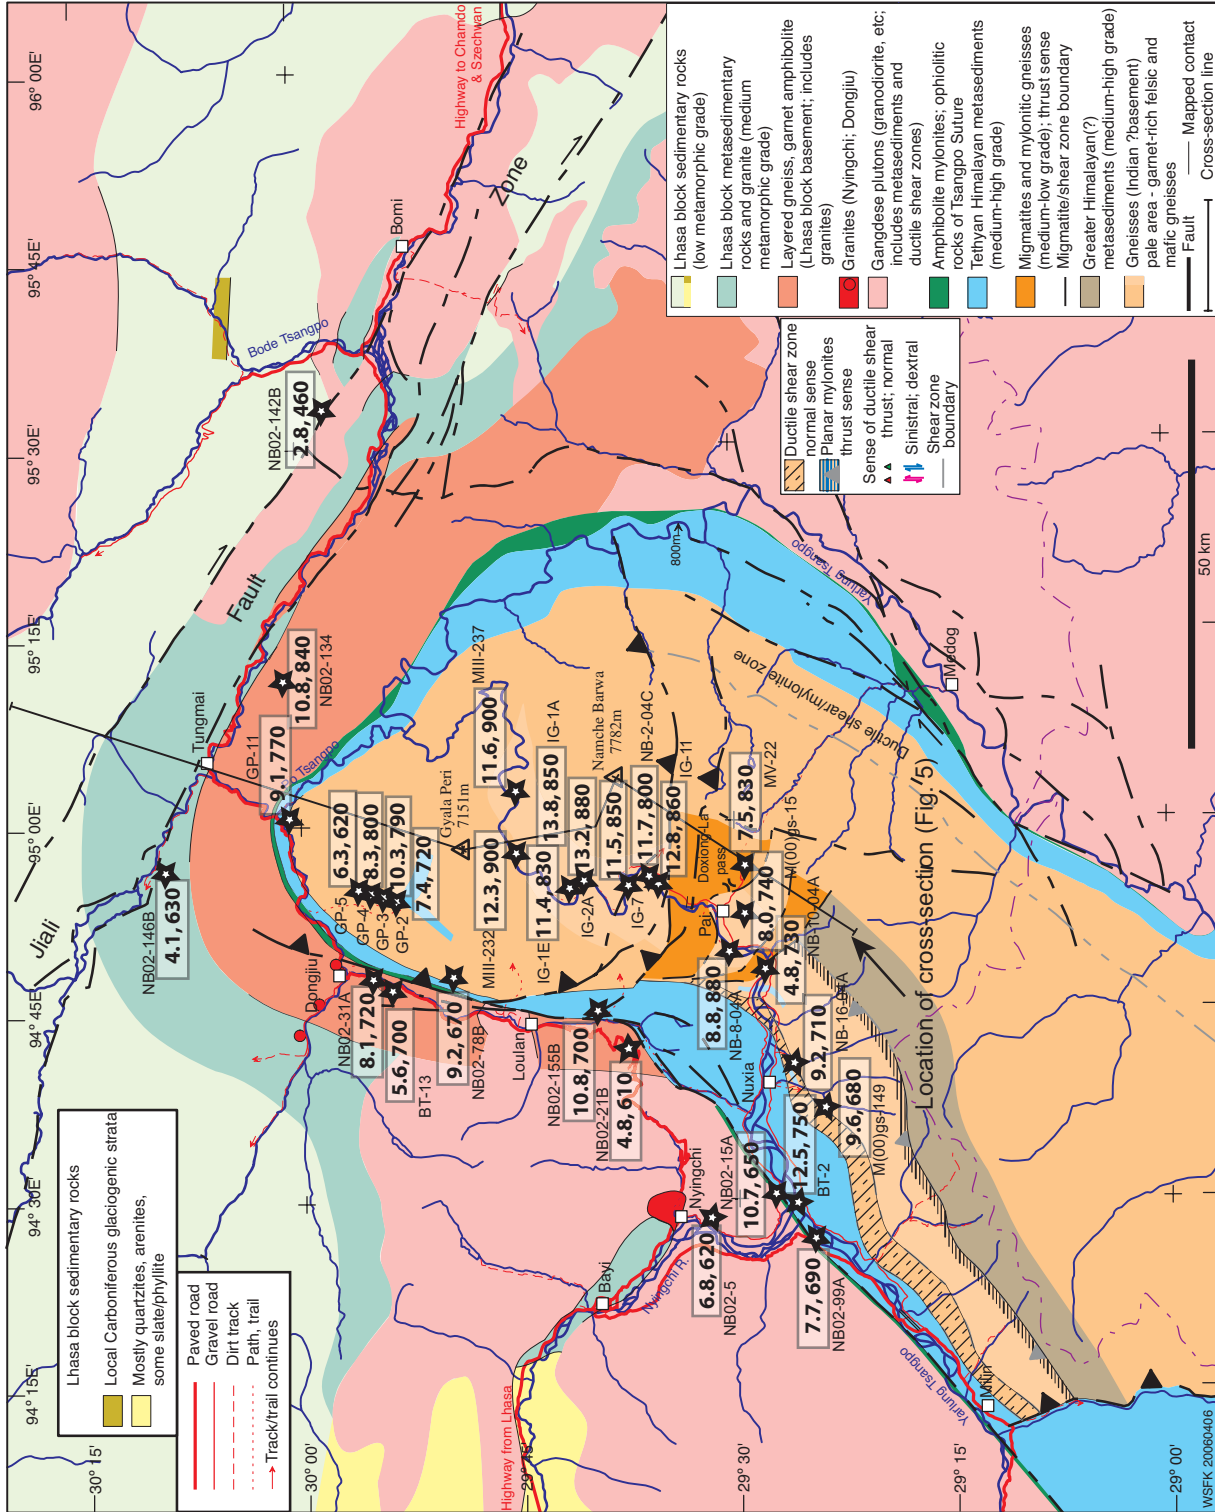 96° 00E'
95° 45E'
95° 30E'
95° 15E'
95° 00E'
94° 45E'
94° 30E'
94° 15E'
30° 15'
30° 00'
29° 45'
29° 30'
29° 15'
29° 00'
Highway to Chamdo
& Szechwan
Zone
Bomi
Bode Tsangpo
NB02-142B
2.8, 460
Fault
10.8, 840
NB02-134
Tungmai
GP-11
9.1, 770
Po Tsangpo
Jiali
NB02-146B
4.1, 630
Dongjiu
GP-5
6.3, 620
GP-4
8.3, 800
GP-3
10.3, 790
GP-2
7.4, 720
Gyala Peri
7151m
MIII-237
11.6, 900
MIII-232
12.3, 900
IG-1A
13.8, 850
IG-1E
11.4, 830
IG-2A
13.2, 880
Namche Barwa
7782m
IG-7
11.5, 850
NB-2-04C
11.7, 800
IG-11
12.8, 860
Doxiong-La
pass
MV-22
7.5, 830
M(00)gs-15
8.0, 740
Pai
NB-10-04A
4.8, 730
NB-8-04A
8.8, 880
NB-16-04A
9.2, 710
M(00)gs-149
9.6, 680
NB02-31A
8.1, 720
5.6, 700
BT-13
9.2, 670
NB02-78B
Loulan
NB02-155B
10.8, 700
NB02-21B
4.8, 610
Nuxia
Nyingchi
NB02-15A
10.7, 650
12.5, 750
BT-2
6.8, 620
NB02-5
7.7, 690
NB02-99A
Bayi
Nyingchi R.
Highway from Lhasa
Yarlung Tsangpo
Milin
800m
Yarlung Tsangpo
Medog
Ductile shear/mylonite zone
Location of cross-section (Fig. 5)
50 km
WSFK 20060406
Lhasa block sedimentary rocks
Local Carboniferous glaciogenic strata
Mostly quartzites, arenites,
some slate/phyllite
Paved road
Gravel road
Dirt track
Path, trail
Track/trail continues
Ductile shear zone
normal sense
Planar mylonites
thrust sense
Sense of ductile shear
thrust; normal
Sinistral; dextral
Shear zone
boundary
Lhasa block sedimentary rocks
(low metamorphic grade)
Lhasa block metasedimentary
rocks and granite (medium
metamorphic grade)
Layered gneiss, garnet amphibolite
(Lhasa block basement; includes
granites)
Granites (Nyingchi; Dongjiu)
Gangdese plutons (granodiorite, etc;
includes metasediments and
ductile shear zones)
Amphibolite mylonites; ophiolitic
rocks of Tsangpo Suture
Tethyan Himalayan metasediments
(medium-high grade)
Migmatites and mylonitic gneisses
(medium-low grade); thrust sense
Migmatite/shear zone boundary
Greater Himalayan(?)
metasediments (medium-high grade)
Gneisses (Indian ?basement)
pale area - garnet-rich felsic and
mafic gneisses
Fault
Mapped contact
Cross-section line